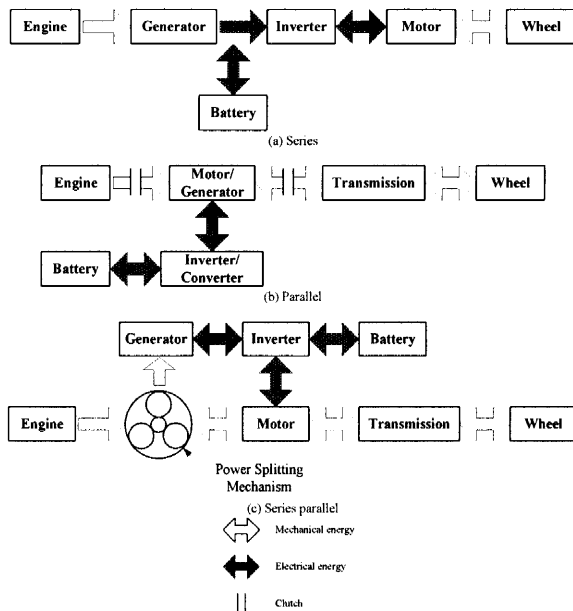 Engine Generator Inverter Motor Wheel
Battery
(a) Series
Engine Motor/ Generator Transmission Wheel
Battery Inverter/ Converter
(b) Parallel
Generator Inverter Battery
Engine Motor Transmission Wheel
Power Splitting
Mechanism
(c) Series parallel
Mechanical energy
Electrical energy
Clutch